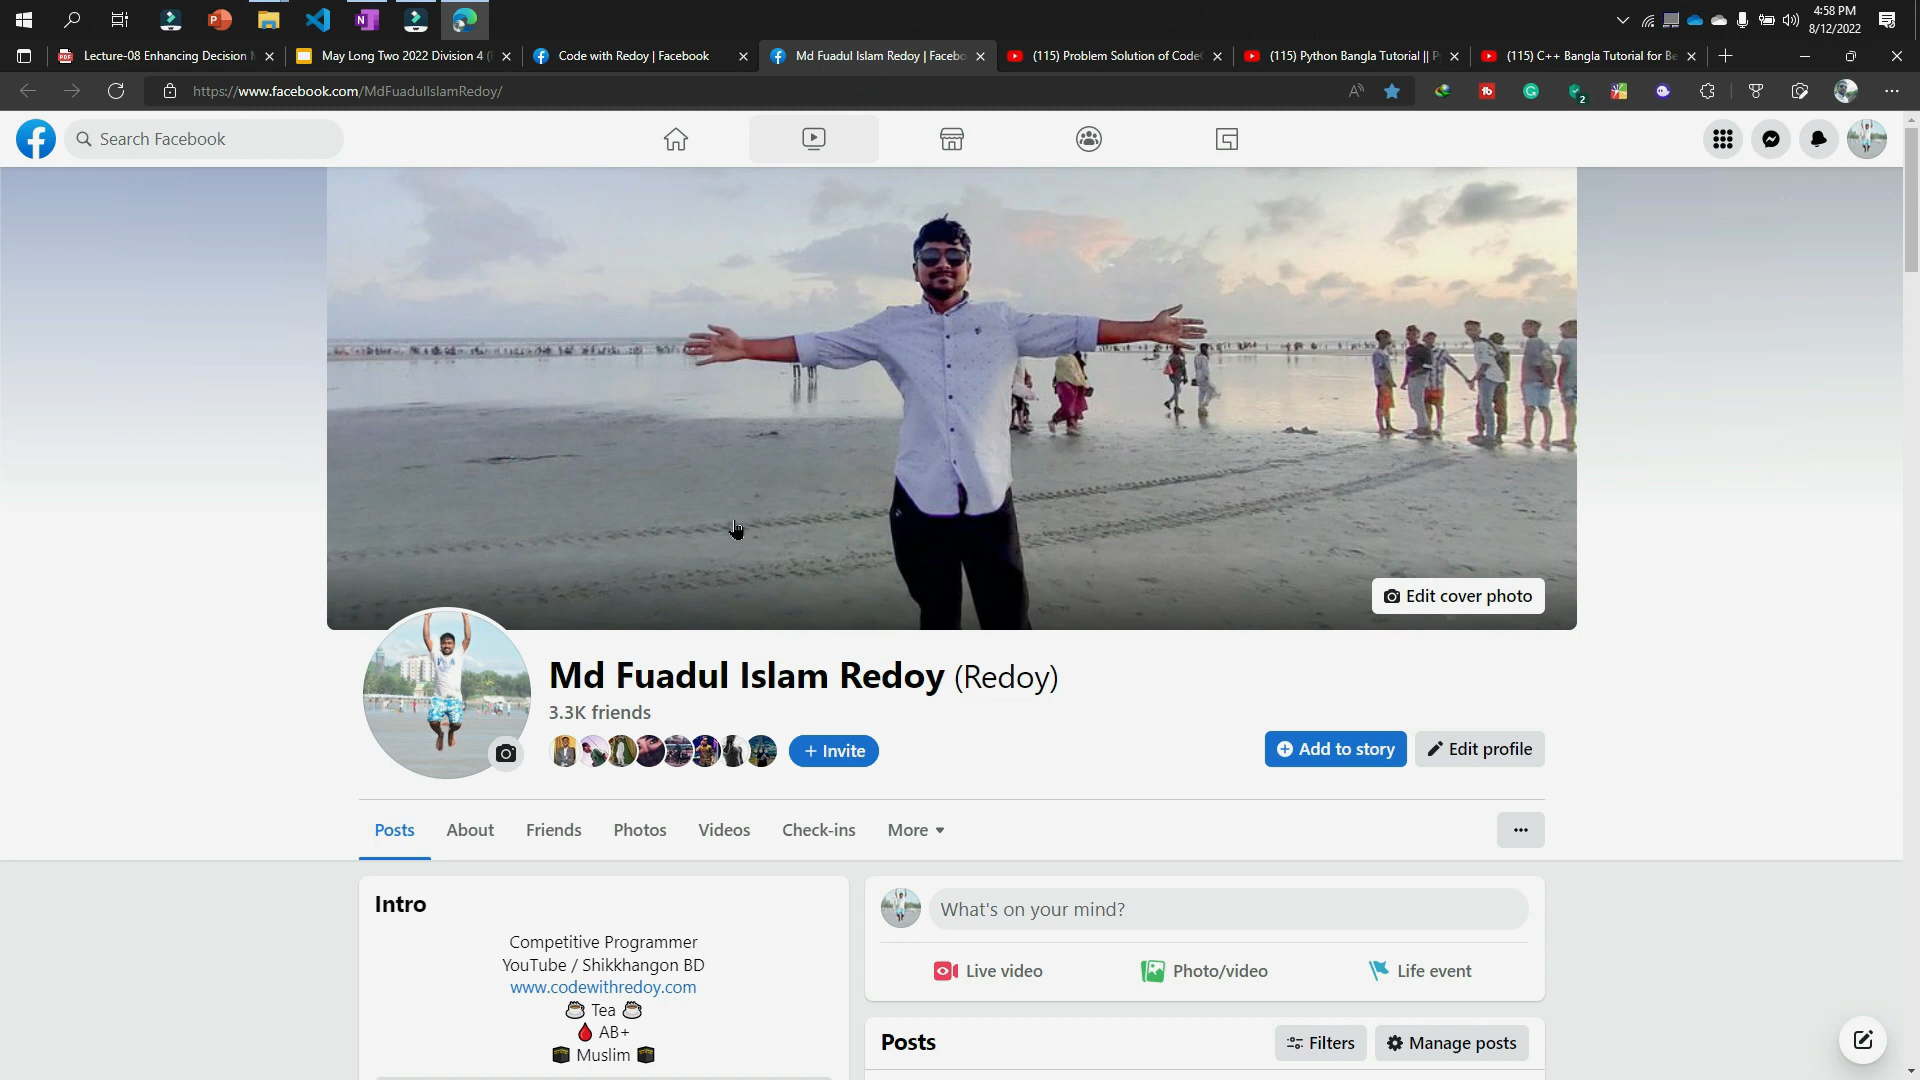 4:58 PM
8/12/2022
Lecture-08 Enhancing Decision
May Long Two 2022 Division 4 (
Code with Redoy | Facebook
Md Fuadul Islam Redoy | Facebo
(115) Problem Solution of Code
(115) Python Bangla Tutorial || P
(115) C++ Bangla Tutorial for Be
https://www.facebook.com/MdFuadulIslamRedoy/
2
Search Facebook
Edit cover photo
Md Fuadul Islam Redoy (Redoy)
3.3K friends
+ Invite
Add to story
Edit profile
Posts
About
Friends
Photos
Videos
Check-ins
More
Intro
Competitive Programmer
YouTube / Shikkhangon BD
www.codewithredoy.com
Tea
AB+
Muslim
What's on your mind?
Live video
Photo/video
Life event
Posts
Filters
Manage posts